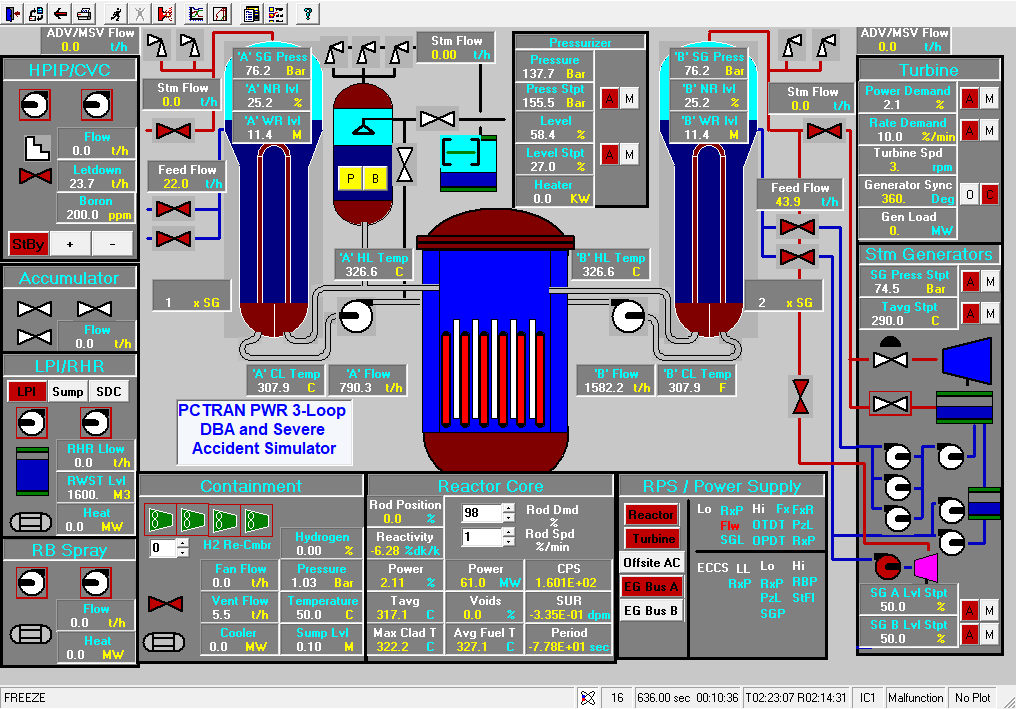 ADV/MSV Flow
0.0 t/h
HPIP/CVC
Flow
0.0 t/h
Letdown
23.7 t/h
Boron
200.0 ppm
StBy + -
Accumulator
Flow
0.0 t/h
LPI/RHR
LPI Sump SDC
RHR Llow
0.0 t/h
RWST Lvl
1600. M3
Heat
0.0 MW
RB Spray
Flow
0.0 t/h
Heat
0.0 MW
Stm Flow
0.0 t/h
Feed Flow
22.0 t/h
1 x SG
'A' SG Press
76.2 Bar
'A' NR lvl
25.2 %
'A' WR lvl
11.4 M
Stm Flow
0.00 t/h
P B
Pressurizer
Pressure
137.7 Bar
Press Stpt
155.5 Bar
A M
Level
58.4 %
Level Stpt
27.0 %
A M
Heater
0.0 KW
'A' HL Temp
326.6 C
'B' HL Temp
326.6 C
'A' CL Temp
307.9 C
'A' Flow
790.3 t/h
'B' Flow
1582.2 t/h
'B' CL Temp
307.9 F
PCTRAN PWR 3-Loop
DBA and Severe
Accident Simulator
'B' SG Press
76.2 Bar
'B' NR lvl
25.2 %
'B' WR lvl
11.4 M
Stm Flow
0.0 t/h
Feed Flow
43.9 t/h
2 x SG
ADV/MSV Flow
0.0 t/h
Turbine
Power Demand
2.1 %
A M
Rate Demand
10.0 %/min
A M
Turbine Spd
3. rpm
Generator Sync
360. Deg
O C
Gen Load
0. MW
Stm Generators
SG Press Stpt
74.5 Bar
A M
Tavg Stpt
290.0 C
A M
SG A Lvl Stpt
50.0 %
A M
SG B Lvl Stpt
50.0 %
A M
Containment
0
H2 Re-Cmbr
Hydrogen
0.00 %
Fan Flow
0.0 t/h
Pressure
1.03 Bar
Vent Flow
5.5 t/h
Temperature
50.0 C
Cooler
0.0 MW
Sump Lvl
0.10 M
Reactor Core
Rod Position
0.0 %
98
Rod Dmd
%
Reactivity
-6.28 %dk/k
1
Rod Spd
%/min
Power
2.11 %
Power
61.0 MW
CPS
1.601E+02
Tavg
317.1 C
Voids
0.0 %
SUR
-3.35E-01 dpm
Max Clad T
322.2 C
Avg Fuel T
327.1 C
Period
-7.78E+01 sec
RPS / Power Supply
Reactor
Turbine
Offsite AC
EG Bus A
EG Bus B
Lo RxP Hi Fx FxR
Flw OTDT PzL
SGL OPDT RxP
ECCS LL Lo Hi
RxP RxP RBP
PzL StFl
SGP
FREEZE
16
636.00 sec 00:10:36
T02:23:07 R02:14:31
IC1
Malfunction
No Plot